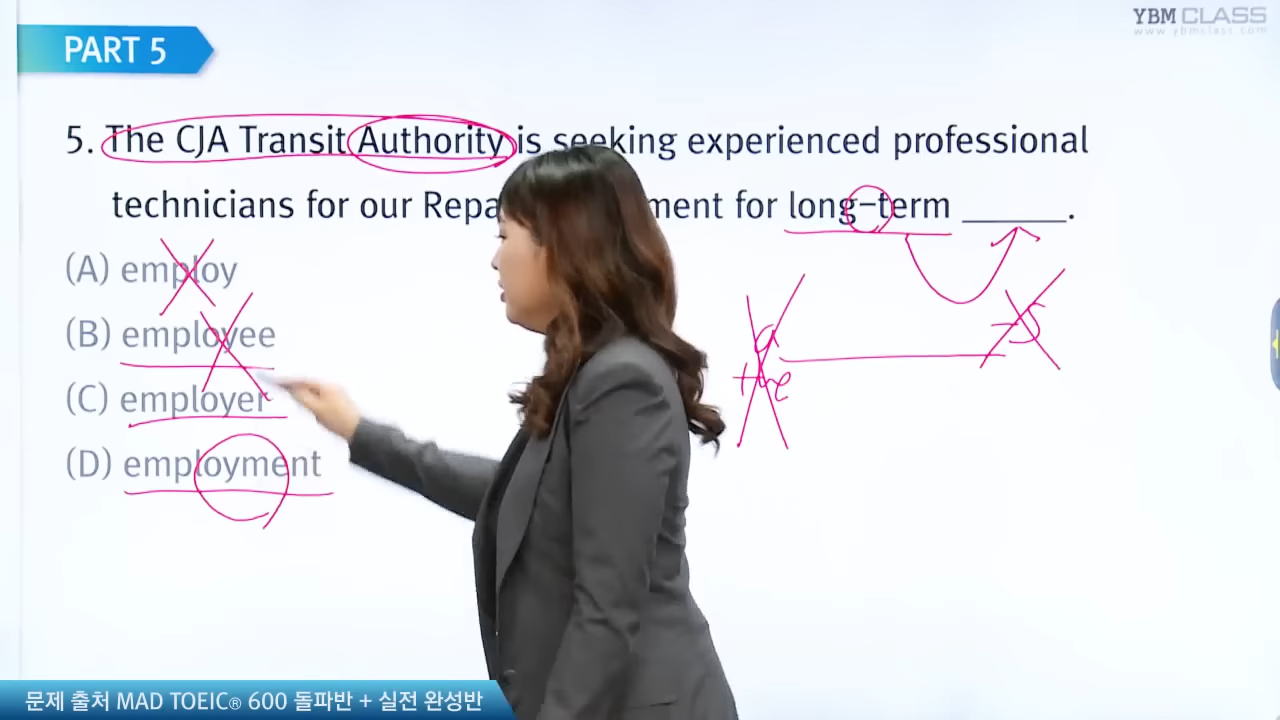 YBM CLASS
www.ybmclass.com
PART 5
5. The CJA Transit Authority is seeking experienced professional
technicians for our Repa ment for long-term ______.
(A) employ
(B) employee
(C) employer
(D) employment
a
the
-s
문제 출처 MAD TOEIC® 600 돌파반 + 실전 완성반